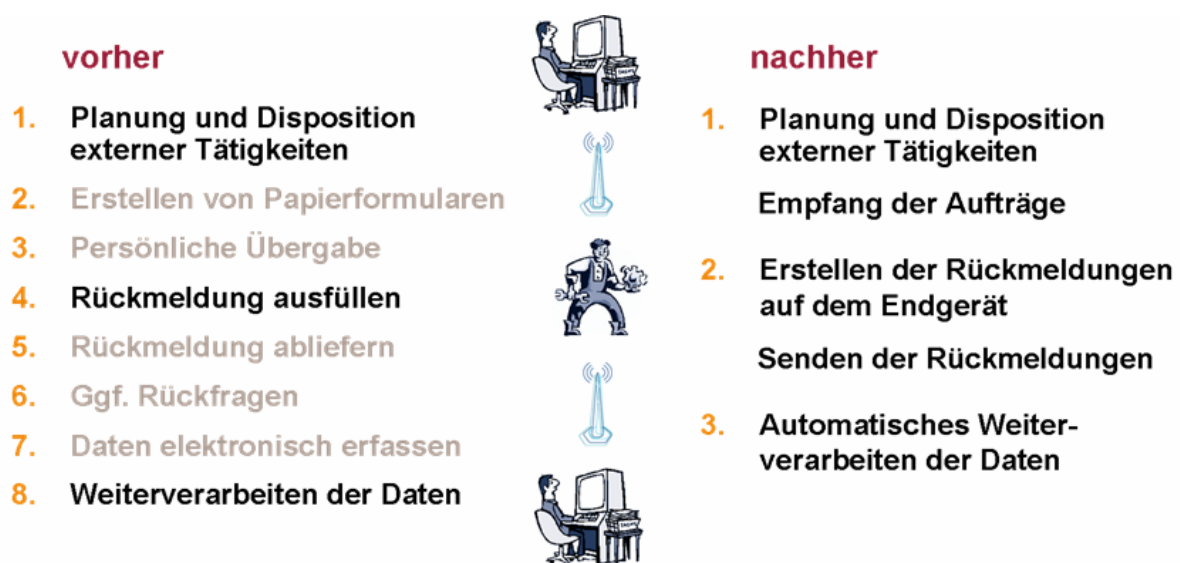 vorher
1. Planung und Disposition
externer Tätigkeiten
2. Erstellen von Papierformularen
3. Persönliche Übergabe
4. Rückmeldung ausfüllen
5. Rückmeldung abliefern
6. Ggf. Rückfragen
7. Daten elektronisch erfassen
8. Weiterverarbeiten der Daten
nachher
1. Planung und Disposition
externer Tätigkeiten
Empfang der Aufträge
2. Erstellen der Rückmeldungen
auf dem Endgerät
Senden der Rückmeldungen
3. Automatisches Weiter-
verarbeiten der Daten